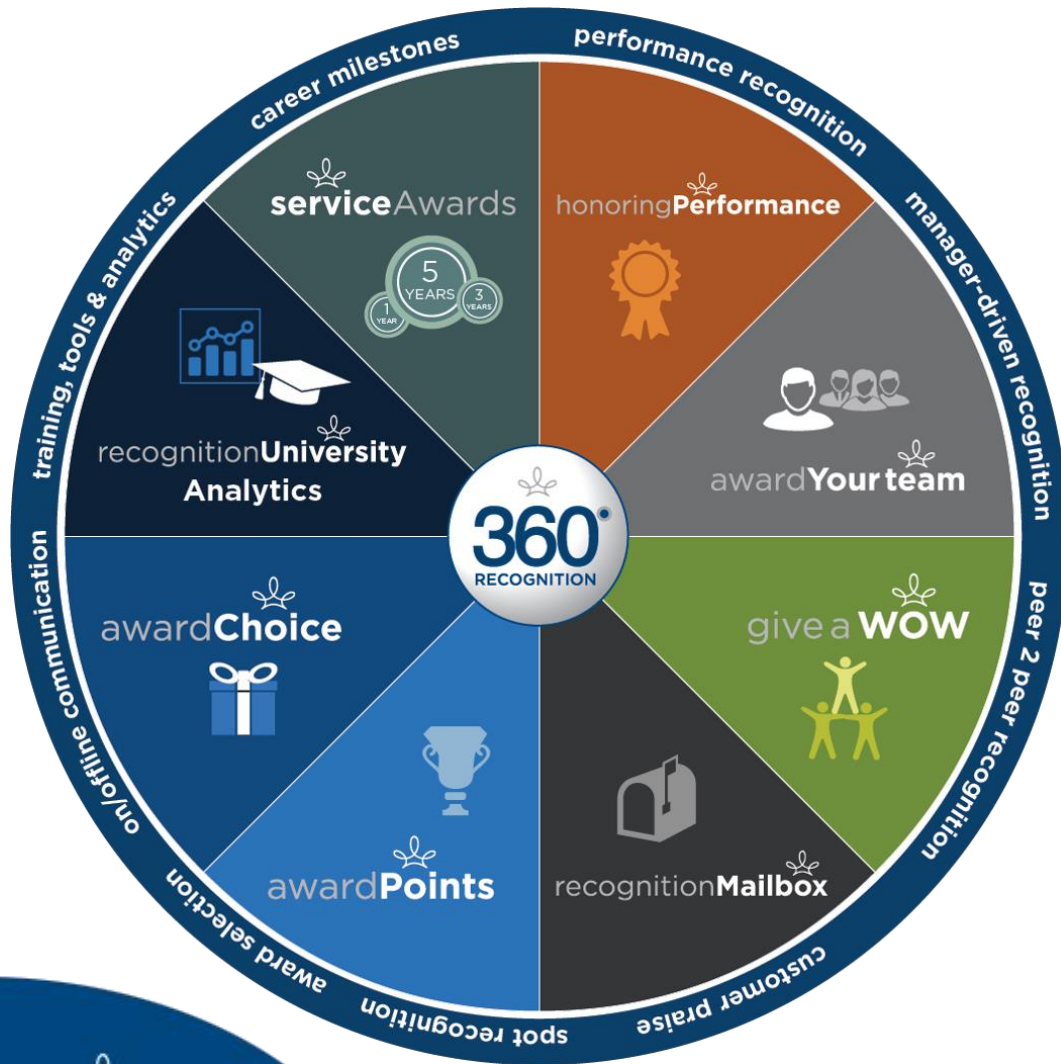 career milestones
performance recognition
manager-driven recognition
peer 2 peer recognition
customer praise
spot recognition
award selection
on/offline communication
training, tools & analytics
serviceAwards
5
YEARS
1
YEAR
3
YEARS
honoringPerformance
awardYour team
give a WOW
recognitionMailbox
awardPoints
awardChoice
recognitionUniversity
Analytics
360°
RECOGNITION